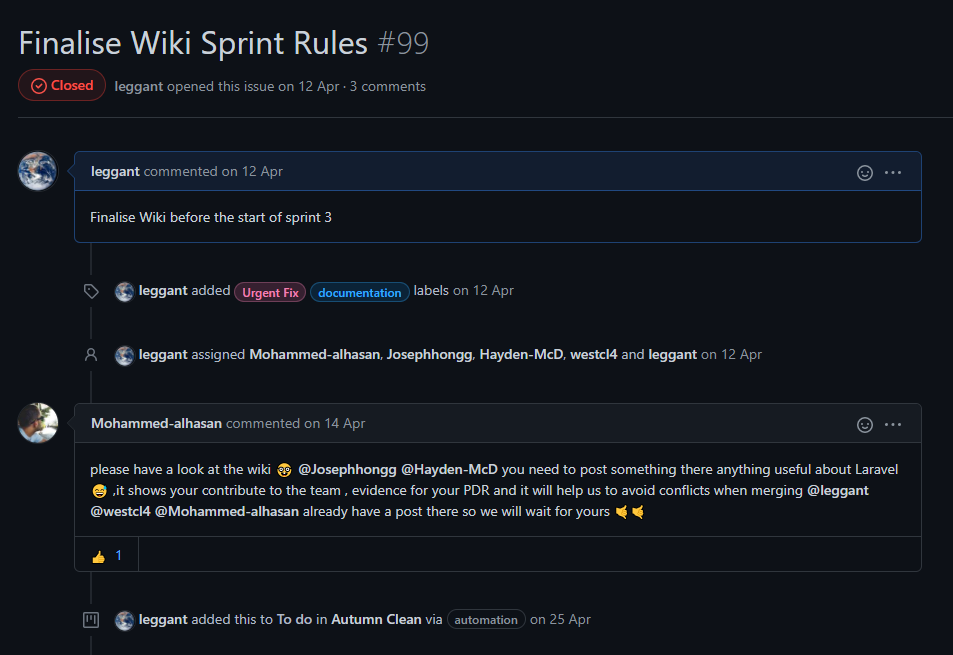 Finalise Wiki Sprint Rules #99
Closed leggant opened this issue on 12 Apr · 3 comments
leggant commented on 12 Apr
Finalise Wiki before the start of sprint 3
leggant added Urgent Fix documentation labels on 12 Apr
leggant assigned Mohammed-alhasan, Josephhongg, Hayden-McD, westcl4 and leggant on 12 Apr
Mohammed-alhasan commented on 14 Apr
please have a look at the wiki 🤓 @Josephhongg @Hayden-McD you need to post something there anything useful about Laravel
😅 ,it shows your contribute to the team , evidence for your PDR and it will help us to avoid conflicts when merging @leggant
@westcl4 @Mohammed-alhasan already have a post there so we will wait for yours 🤙🤙
👍 1
leggant added this to To do in Autumn Clean via automation on 25 Apr